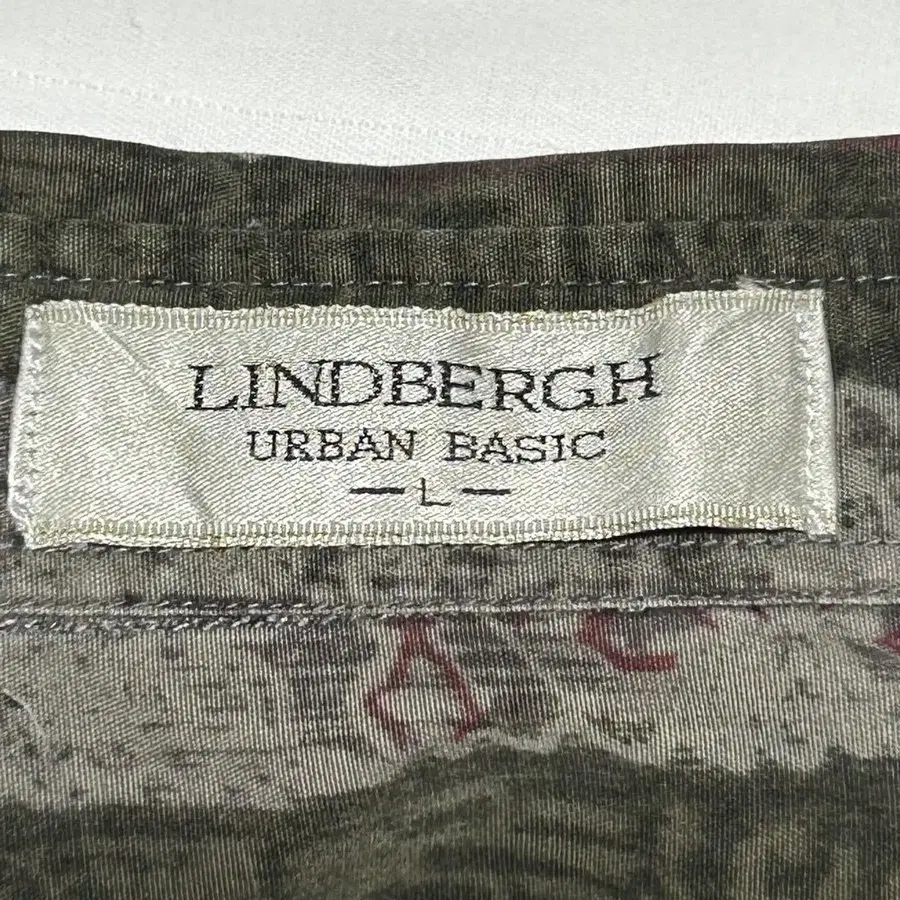 LINDBERGH
URBAN BASIC
— L —